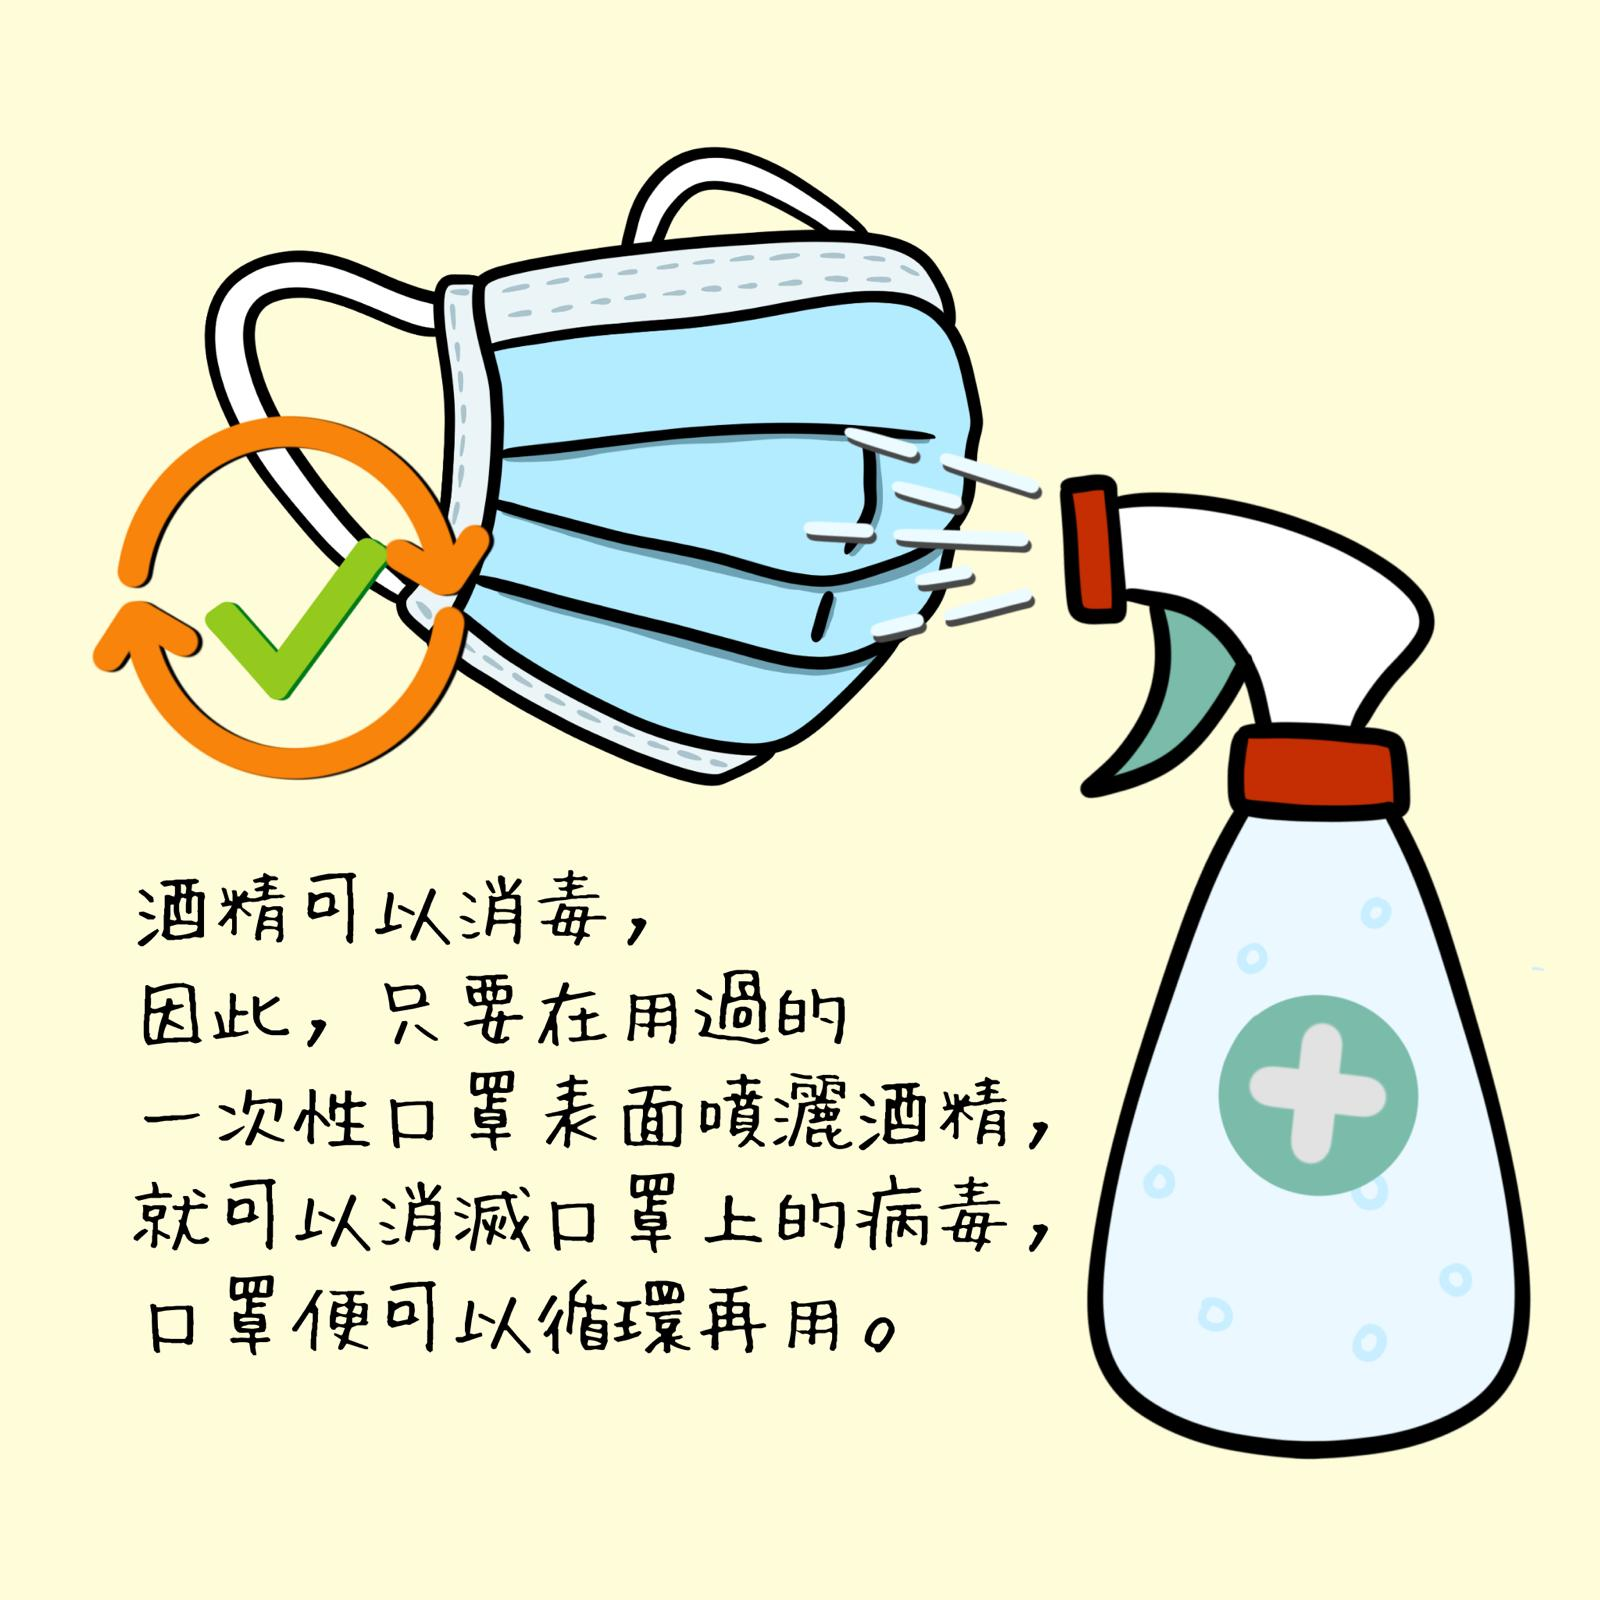 酒精可以消毒，
因此，只要在用過的
一次性口罩表面噴灑酒精，
就可以消滅口罩上的病毒，
口罩便可以循環再用。